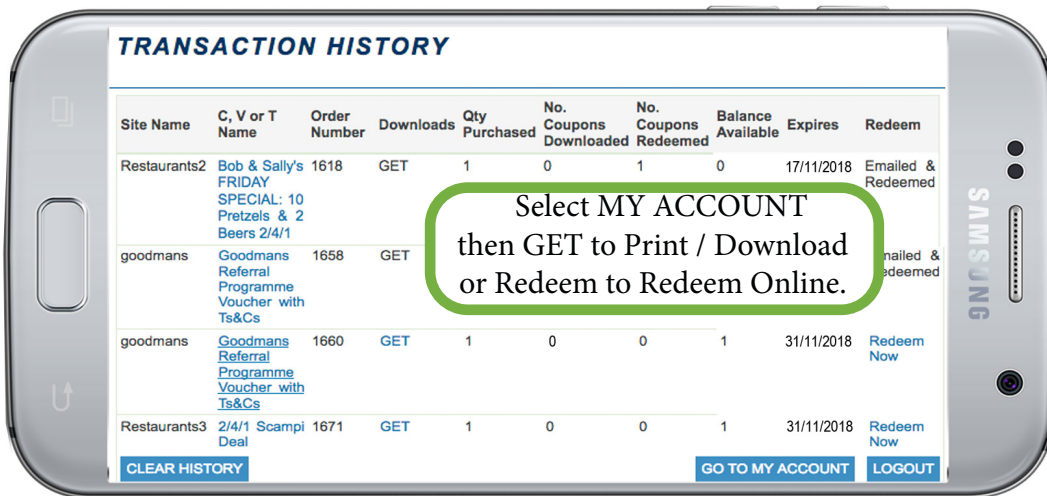 TRANSACTION HISTORY
Site Name C, V or T Name Order Number Downloads Qty Purchased No. Coupons Downloaded No. Coupons Redeemed Balance Available Expires Redeem
Restaurants2 Bob & Sally's 1618 GET 1 0 1 0 17/11/2018 Emailed &
FRIDAY Redeemed
SPECIAL: 10
Pretzels & 2
Beers 2/4/1
Select MY ACCOUNT
then GET to Print / Download
or Redeem to Redeem Online.
goodmans Goodmans 1658 GET
Referral
Programme
Voucher with
Ts&Cs
goodmans Goodmans 1660 GET 1 0 0 1 31/11/2018 Redeem
Referral Now
Programme
Voucher with
Ts&Cs
Restaurants3 2/4/1 Scampi 1671 GET 1 0 0 1 31/11/2018 Redeem
Deal Now
CLEAR HISTORY GO TO MY ACCOUNT LOGOUT
SAMSUNG